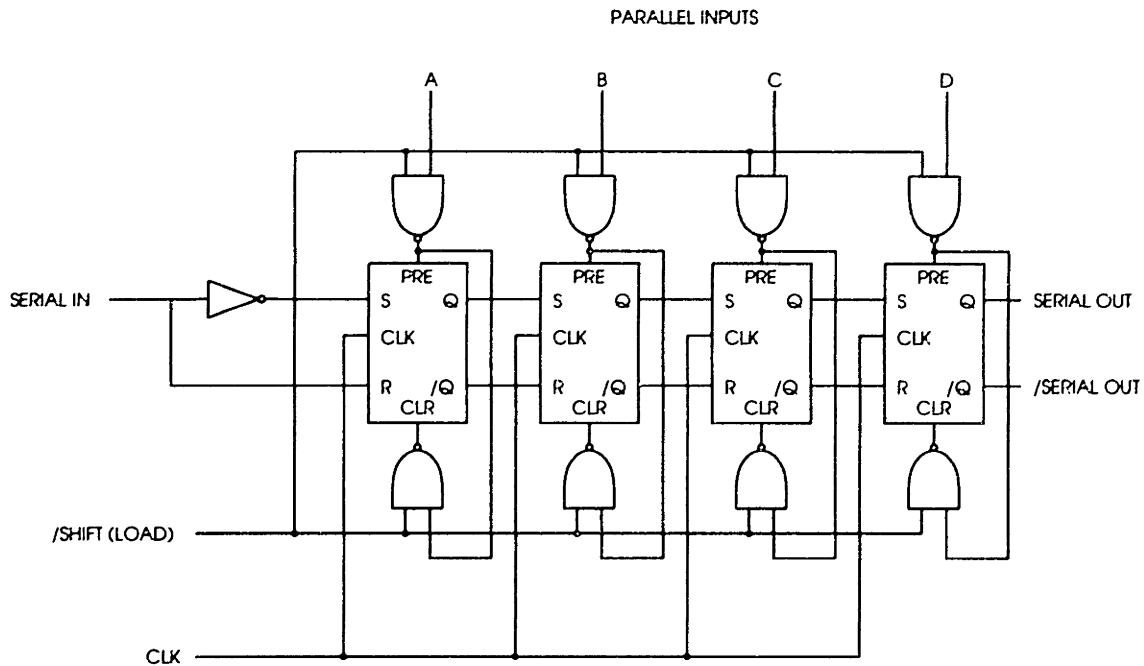 PARALLEL INPUTS
A B C D
PRE PRE PRE PRE
SERIAL IN S Q S Q S Q S Q SERIAL OUT
CLK CLK CLK CLK
R /Q R /Q R /Q R /Q /SERIAL OUT
CLR CLR CLR CLR
/SHIFT (LOAD)
CLK